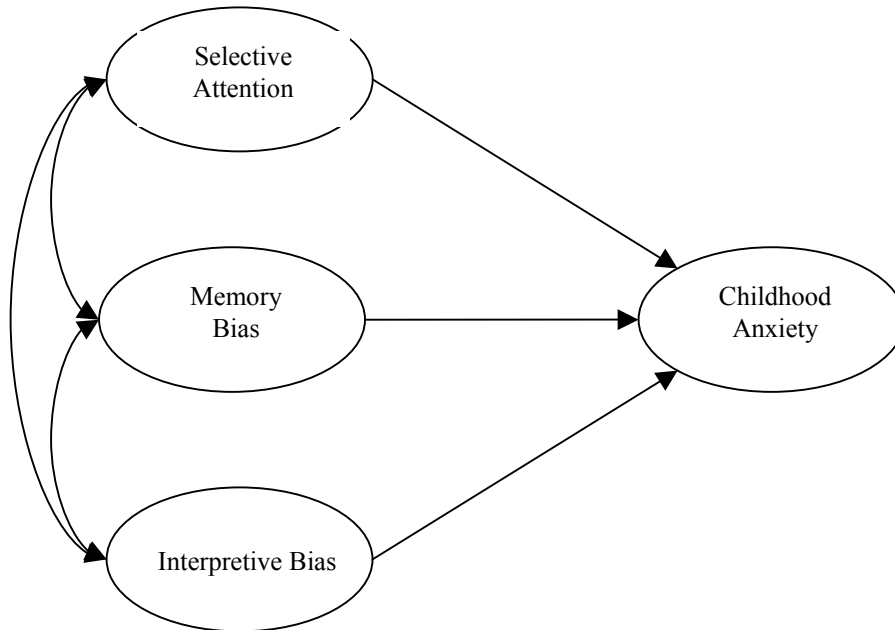 Selective
Attention
Memory
Bias
Childhood
Anxiety
Interpretive Bias